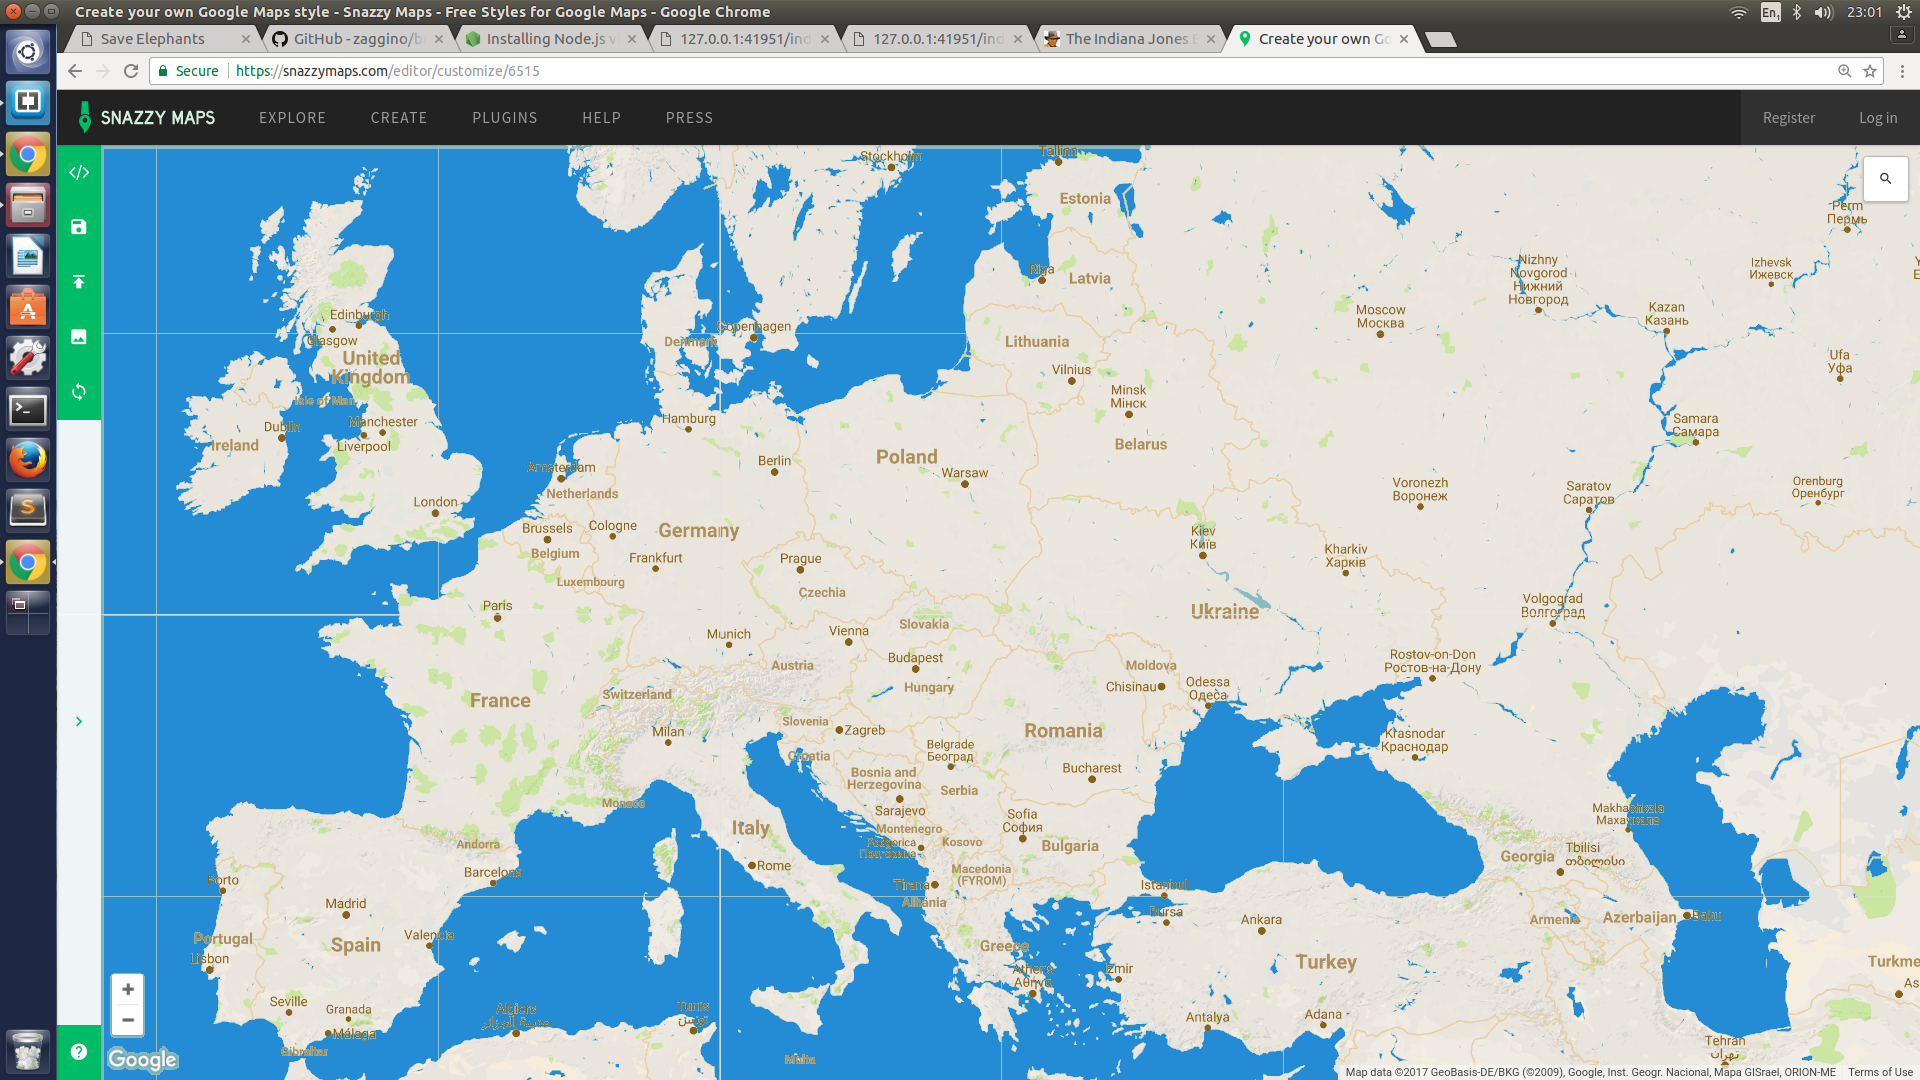 Create your own Google Maps style - Snazzy Maps - Free Styles for Google Maps - Google Chrome
En1
23:01
Save Elephants
GitHub - zaggino/b
Installing Node.js v
127.0.0.1:41951/ind
127.0.0.1:41951/ind
The Indiana Jones E
Create your own Go
Secure
https://snazzymaps.com/editor/customize/6515
SNAZZY MAPS
EXPLORE
CREATE
PLUGINS
HELP
PRESS
Register
Log in
Stockholm
Tallinn
Estonia
Perm
Пермь
Riga
Latvia
Nizhny
Novgorod
Нижний
Новгород
Izhevsk
Ижевск
Edinburgh
Glasgow
United
Kingdom
Copenhagen
Denmark
Lithuania
Vilnius
Moscow
Москва
Kazan
Казань
Ufa
Уфа
Isle of Man
Minsk
Мінск
Dublin
Ireland
Manchester
Liverpool
Hamburg
Belarus
Samara
Самара
Amsterdam
Netherlands
Berlin
Poland
Warsaw
London
Voronezh
Воронеж
Saratov
Саратов
Orenburg
Оренбург
Brussels
Belgium
Cologne
Germany
Kiev
Київ
Frankfurt
Prague
Kharkiv
Харків
Luxembourg
Czechia
Paris
Ukraine
Volgograd
Волгоград
Slovakia
Munich
Vienna
Budapest
Austria
Moldova
Rostov-on-Don
Ростов-на-Дону
France
Switzerland
Hungary
Chisinau
Odessa
Одеса
Slovenia
Zagreb
Milan
Romania
Krasnodar
Краснодар
Croatia
Belgrade
Београд
Bosnia and
Herzegovina
Serbia
Bucharest
Monaco
Sarajevo
Sofia
София
Makhachkala
Махачкала
Italy
Montenegro
Podgorica
Подгорица
Kosovo
Bulgaria
Andorra
Georgia
Tbilisi
თბილისი
Barcelona
Rome
Macedonia
(FYROM)
Porto
Tirana
Albania
Istanbul
Madrid
Bursa
Ankara
Armenia
Azerbaijan
Baku
Portugal
Spain
Valencia
Greece
Lisbon
Athens
Αθήνα
Izmir
Turkey
Turkme
As
Seville
Granada
Málaga
Gibraltar
Algiers
مدينة الجزائر
Tunis
تونس
Antalya
Adana
Malta
Tehran
تهران
Google
Map data ©2017 GeoBasis-DE/BKG (©2009), Google, Inst. Geogr. Nacional, Mapa GISrael, ORION-ME
Terms of Use